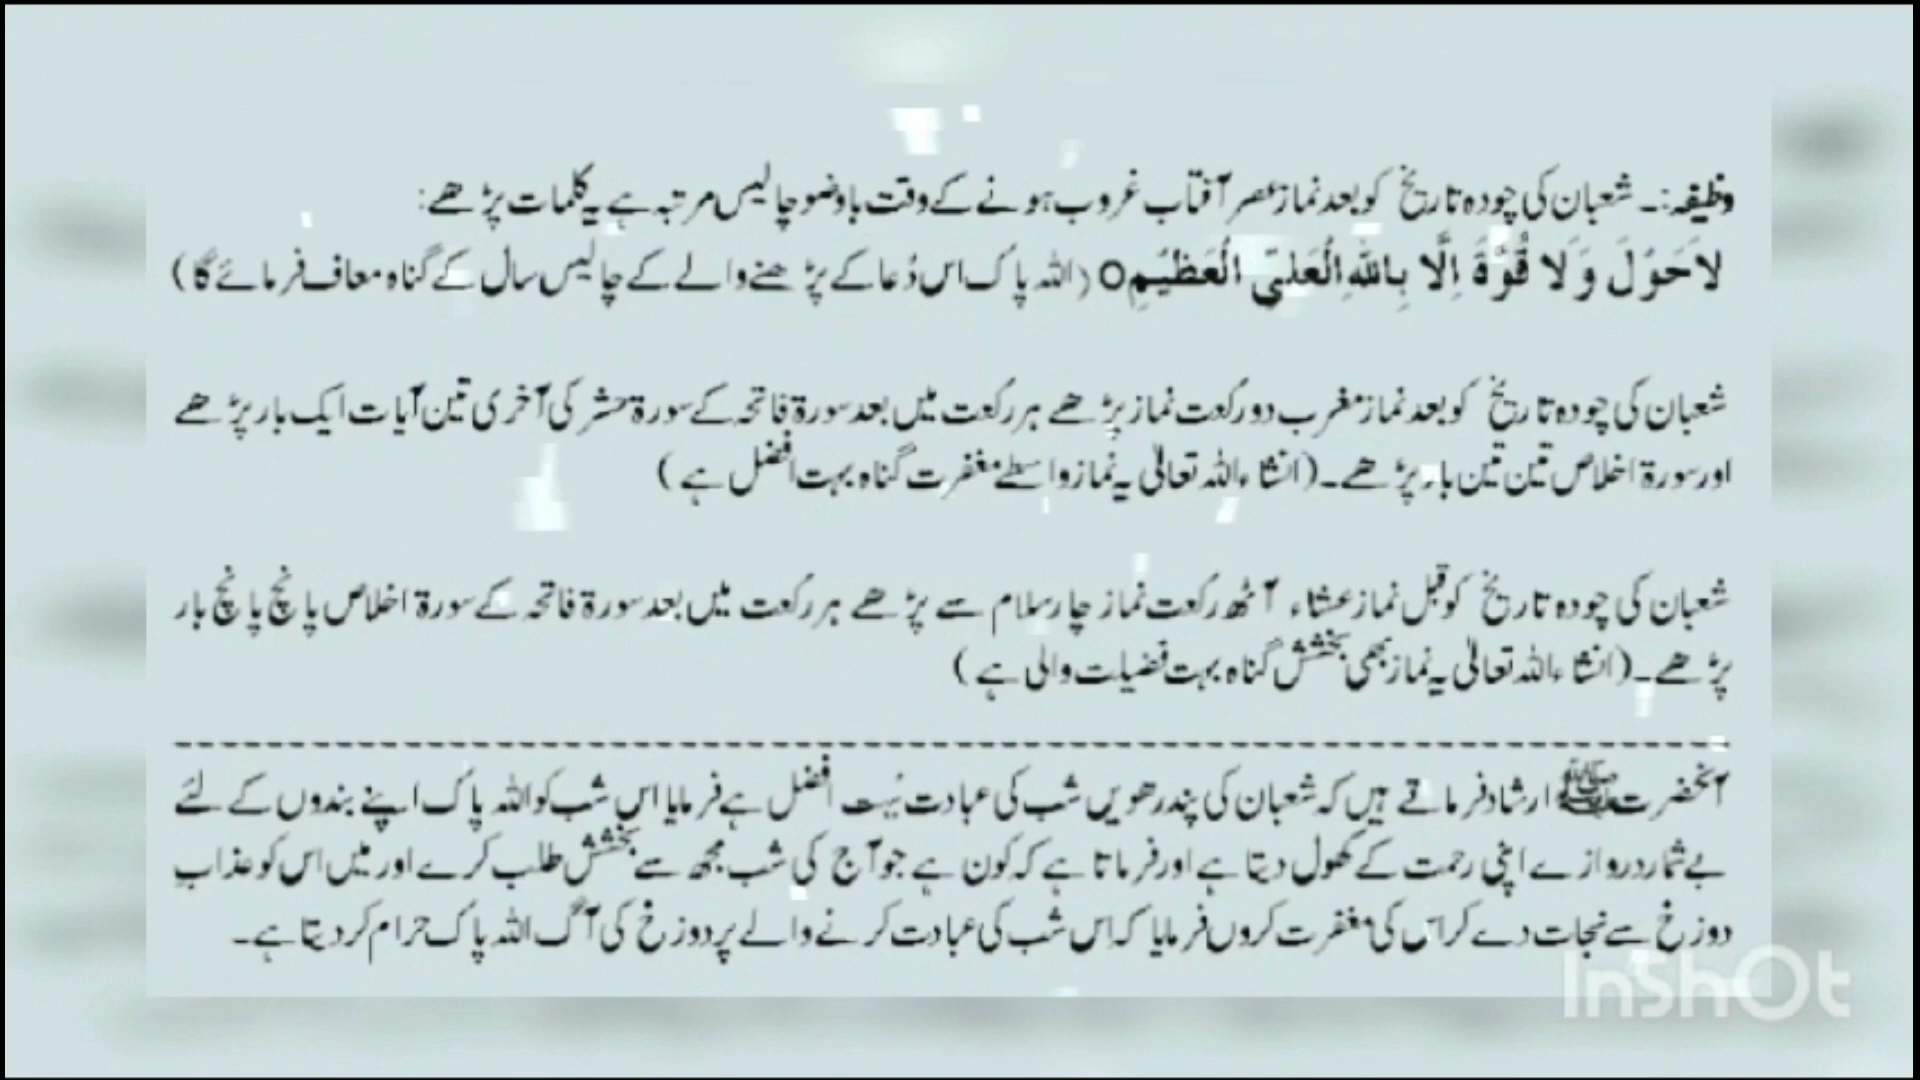 وظیفہ:۔ شعبان کی چودہ تاریخ کو بعد نماز عصر آفتاب غروب ہونے کے وقت باوضو چالیس مرتبہ ہے یہ کلمات پڑھے:
لَاحَوْلَ وَلَا قُوَّةَ اِلَّا بِاللّٰهِ الْعَلِيِّ الْعَظِيْمِ○ (اللہ پاک اس دُعا کے پڑھنے والے کے چالیس سال کے گناہ معاف فرمائے گا)
شعبان کی چودہ تاریخ کو بعد نماز مغرب دو رکعت نماز پڑھے ہر رکعت میں بعد سورۃ فاتحہ کے سورۃ حشر کی آخری تین آیات ایک بار پڑھے
اور سورۃ اخلاص تین تین بار پڑھے۔ (انشاءاللہ تعالیٰ یہ نماز واسطے مغفرت گناہ بہت افضل ہے)
شعبان کی چودہ تاریخ کو قبل نماز عشاء آٹھ رکعت نماز چار سلام سے پڑھے ہر رکعت میں بعد سورۃ فاتحہ کے سورۃ اخلاص پانچ پانچ بار
پڑھے۔ (انشاءاللہ تعالیٰ یہ نماز بھی بخشش گناہ بہت فضیلت والی ہے)
آنحضرت ﷺ ارشاد فرماتے ہیں کہ شعبان کی پندرھویں شب کی عبادت بہت افضل ہے فرمایا اس شب کو اللہ پاک اپنے بندوں کے لئے
بے شمار دروازے اپنی رحمت کے کھول دیتا ہے اور فرماتا ہے کہ کون ہے جو آج کی شب مجھ سے بخشش طلب کرے اور میں اس کو عذابِ
دوزخ سے نجات دے کر اس کی مغفرت کروں فرمایا کہ اس شب کی عبادت کرنے والے پر دوزخ کی آگ اللہ پاک حرام کر دیتا ہے۔
InShOt